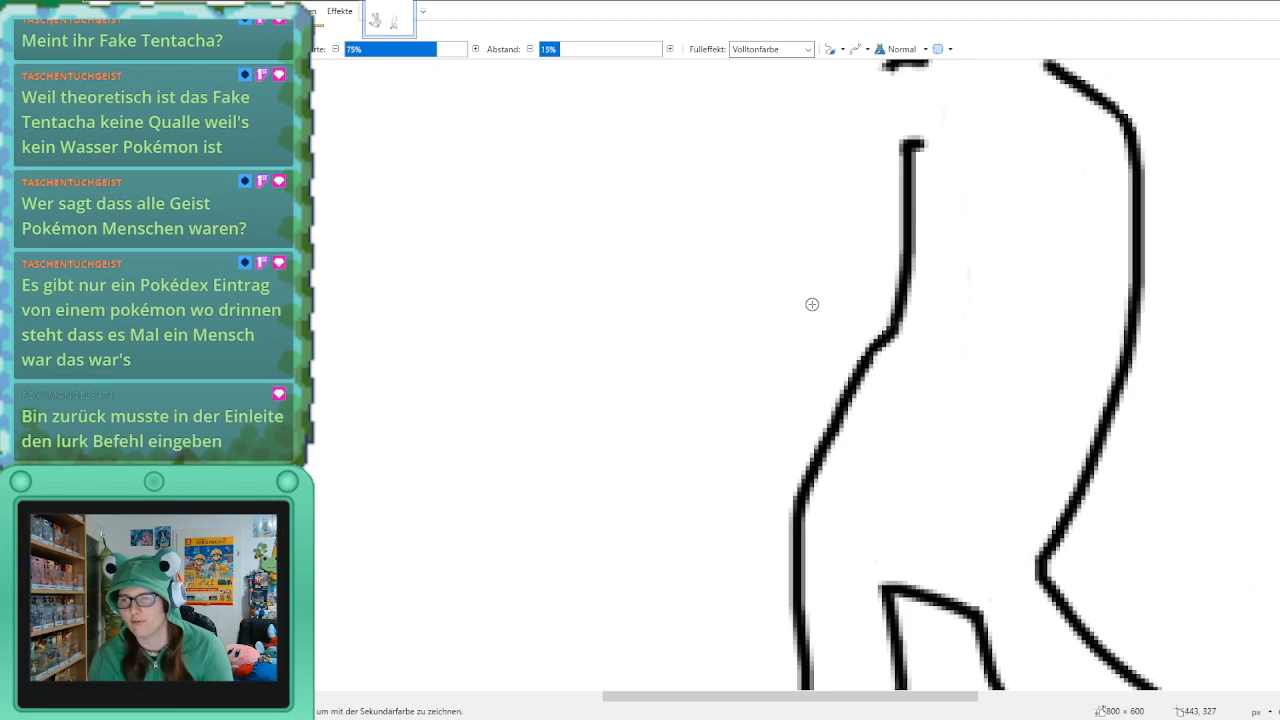 TASCHENTUCHGEIST
Meint ihr Fake Tentacha?
TASCHENTUCHGEIST
Weil theoretisch ist das Fake
Tentacha keine Qualle weil's
kein Wasser Pokémon ist
TASCHENTUCHGEIST
Wer sagt dass alle Geist
Pokémon Menschen waren?
TASCHENTUCHGEIST
Es gibt nur ein Pokédex Eintrag
von einem pokémon wo drinnen
steht dass es Mal ein Mensch
war das war's
Bin zurück musste in der Einleite
den lurk Befehl eingeben
Effekte
75%
Abstand:
15%
Fülleffekt:
Volltonfarbe
Normal
um mit der Sekundärfarbe zu zeichnen.
800 × 600
443, 327
px